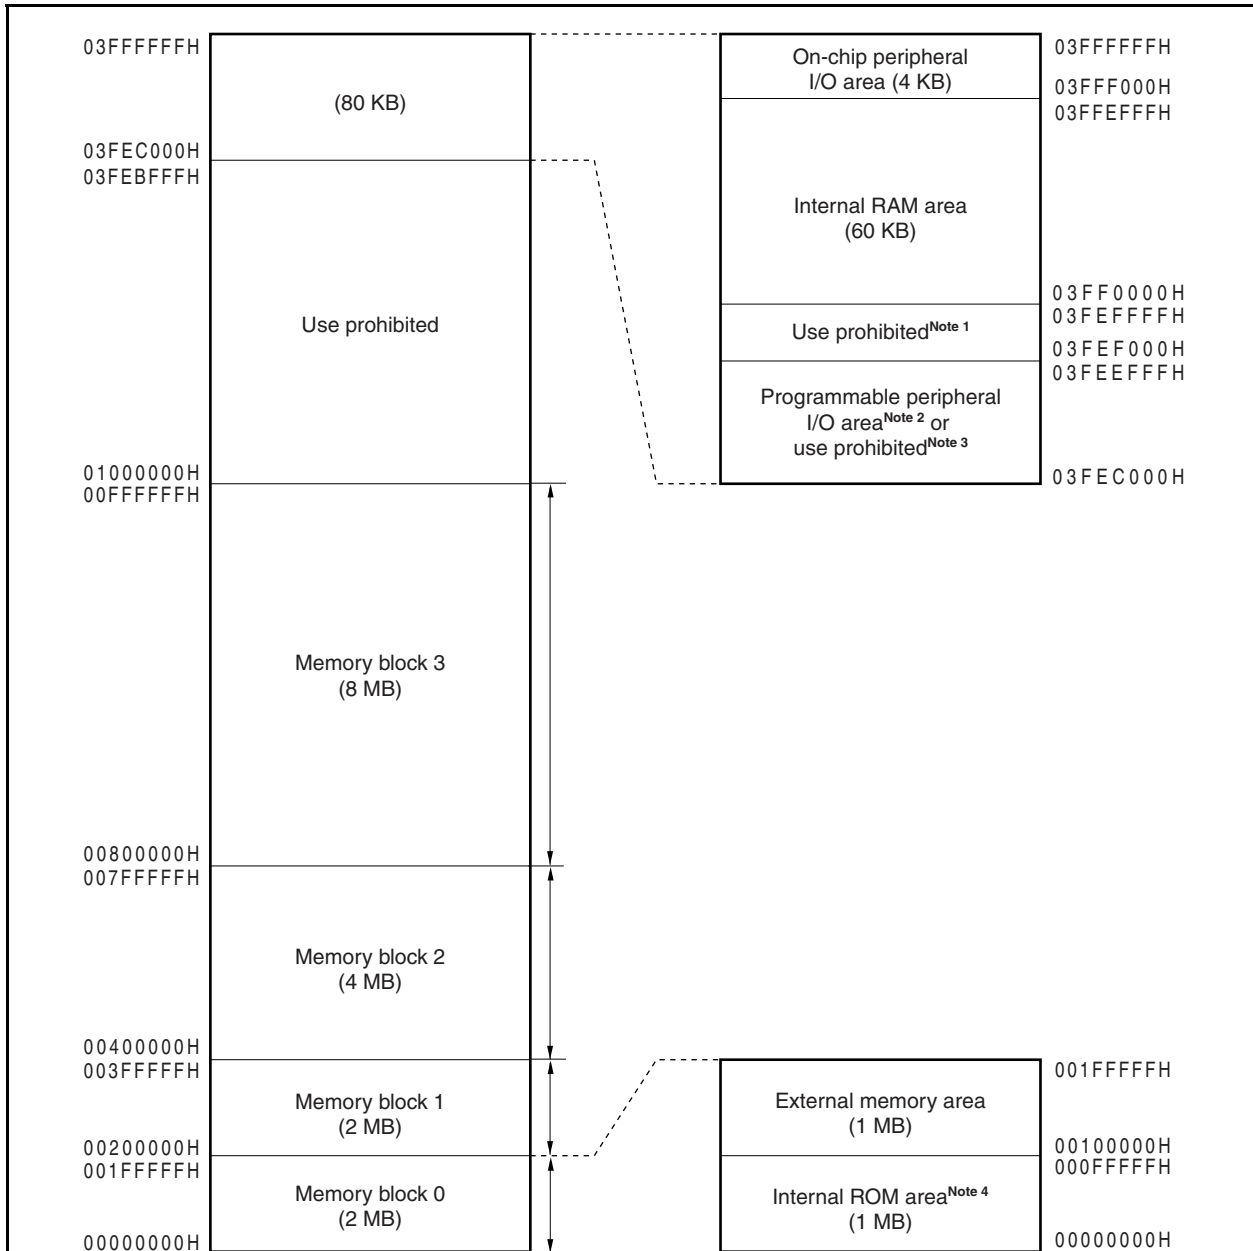 03FFFFFFH
(80 KB)
03FEC000H
03FEBFFFH
Use prohibited
01000000H
00FFFFFFH
Memory block 3
(8 MB)
00800000H
007FFFFFH
Memory block 2
(4 MB)
00400000H
003FFFFFH
Memory block 1
(2 MB)
00200000H
001FFFFFH
Memory block 0
(2 MB)
00000000H
On-chip peripheral
I/O area (4 KB)
03FFFFFFH
03FFF000H
03FFEFFFH
Internal RAM area
(60 KB)
03FF0000H
03FEFFFFH
Use prohibitedNote 1
03FEF000H
03FEEFFFH
Programmable peripheral
I/O areaNote 2 or
use prohibitedNote 3
03FEC000H
001FFFFFH
External memory area
(1 MB)
00100000H
000FFFFFH
Internal ROM areaNote 4
(1 MB)
00000000H